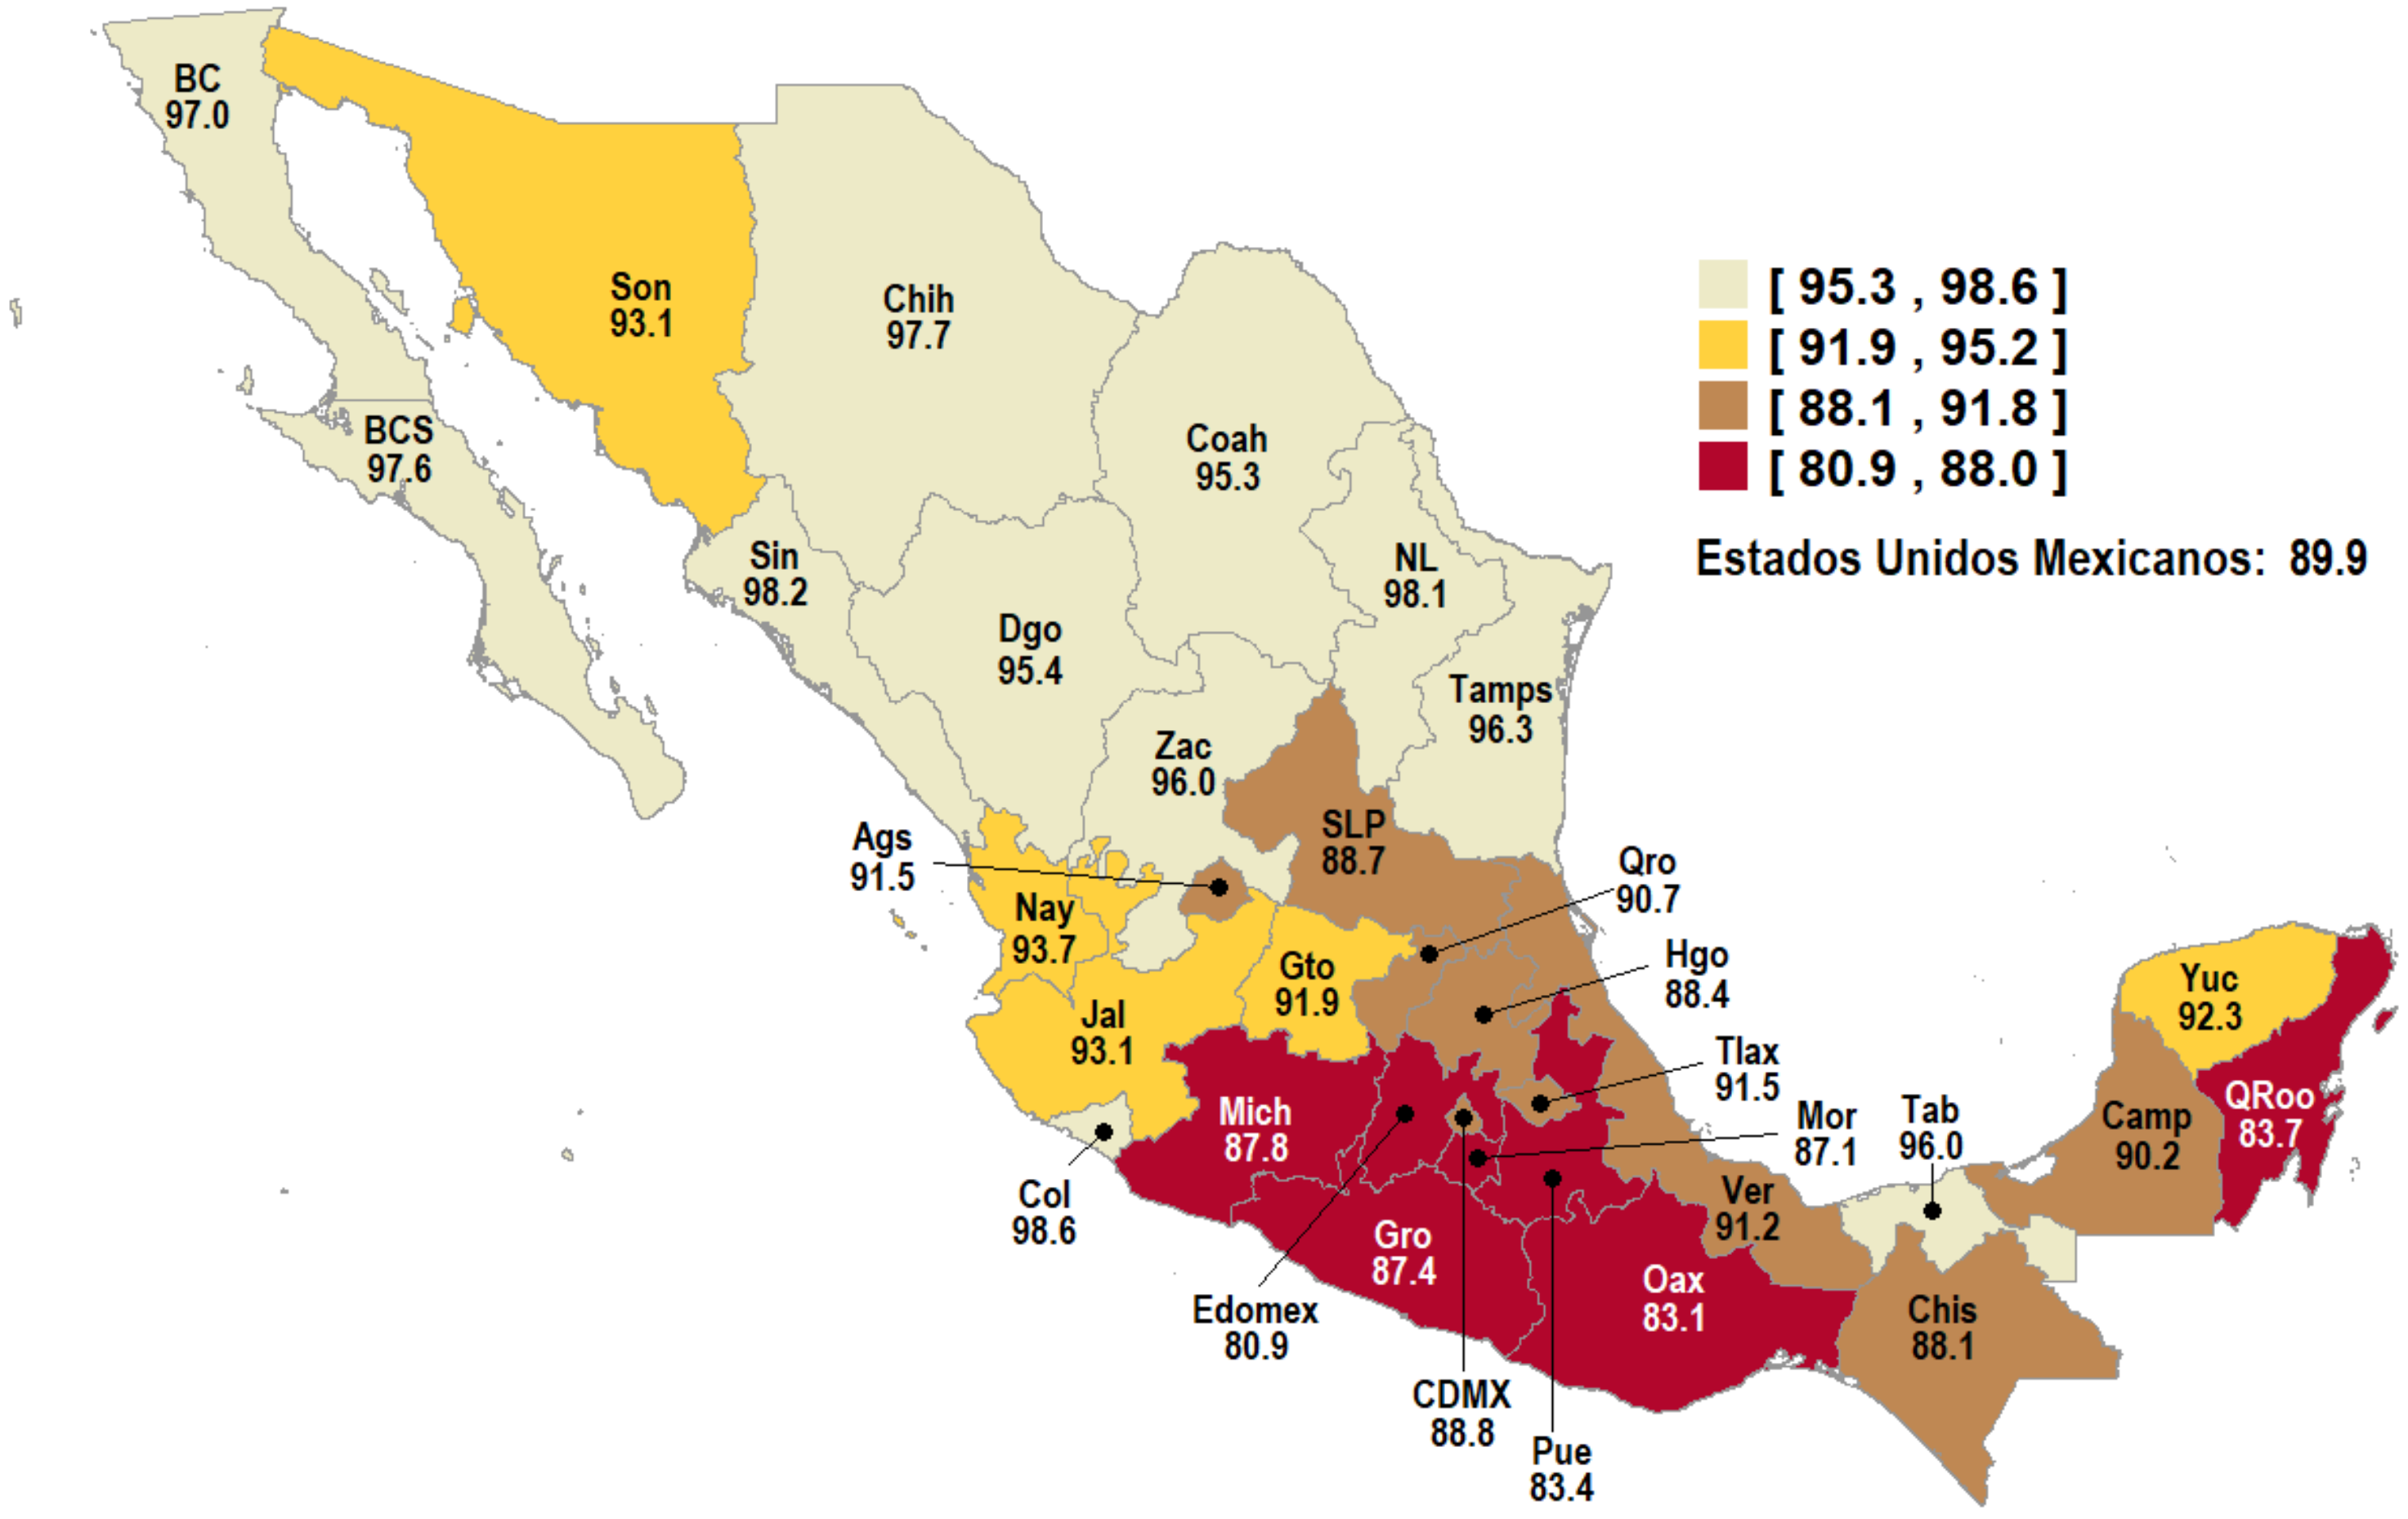 BC
97.0
Son
93.1
Chih
97.7
[ 95.3 , 98.6 ]
[ 91.9 , 95.2 ]
[ 88.1 , 91.8 ]
[ 80.9 , 88.0 ]
Estados Unidos Mexicanos: 89.9
BCS
97.6
Coah
95.3
Sin
98.2
NL
98.1
Dgo
95.4
Tamps
96.3
Zac
96.0
Ags
91.5
SLP
88.7
Qro
90.7
Nay
93.7
Gto
91.9
Hgo
88.4
Yuc
92.3
Jal
93.1
Tlax
91.5
Mich
87.8
Mor
87.1
Tab
96.0
Camp
90.2
QRoo
83.7
Col
98.6
Ver
91.2
Gro
87.4
Oax
83.1
Edomex
80.9
Chis
88.1
CDMX
88.8
Pue
83.4